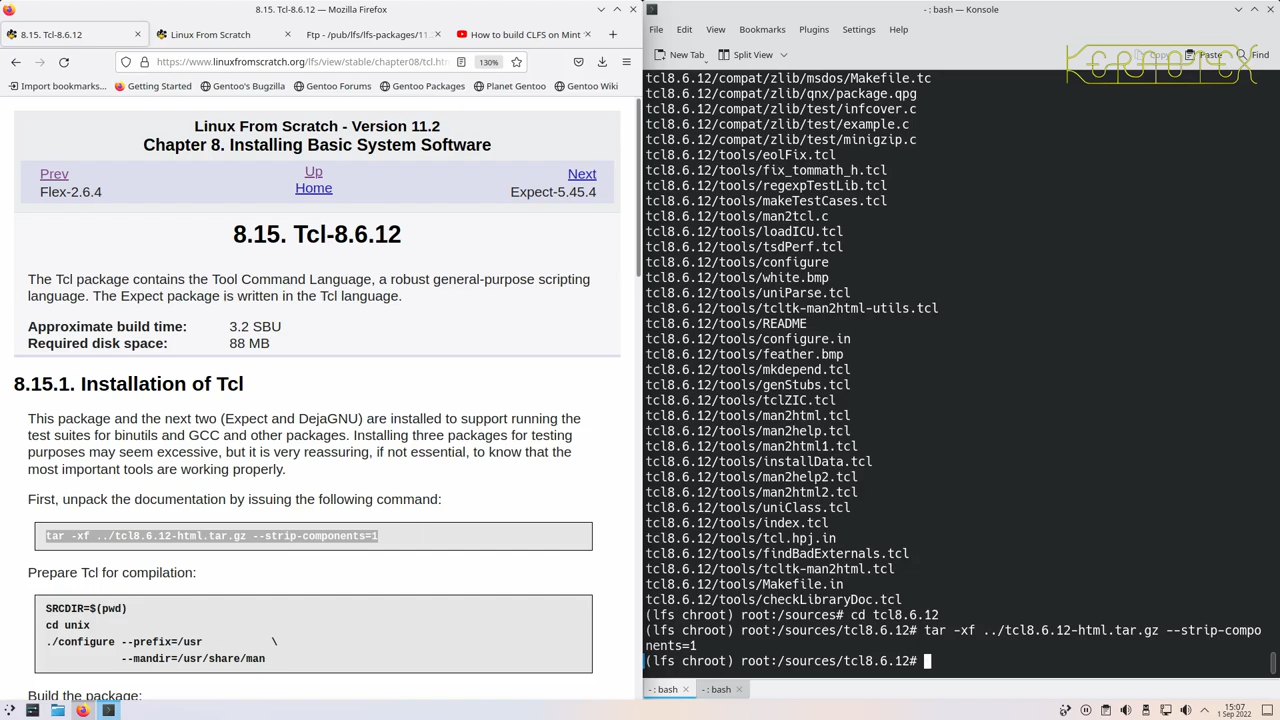 8.15. Tcl-8.6.12 — Mozilla Firefox
8.15. Tcl-8.6.12
Linux From Scratch
Ftp - /pub/lfs/lfs-packages/11.
How to build CLFS on Mint
https://www.linuxfromscratch.org/lfs/view/stable/chapter08/tcl.ht
Import bookmarks...
Getting Started
Gentoo's Bugzilla
Gentoo Forums
Gentoo Packages
Planet Gentoo
Gentoo Wiki
Linux From Scratch - Version 11.2
Chapter 8. Installing Basic System Software
Prev Up Next
Flex-2.6.4 Home Expect-5.45.4
8.15. Tcl-8.6.12
The Tcl package contains the Tool Command Language, a robust general-purpose scripting
language. The Expect package is written in the Tcl language.
Approximate build time: 3.2 SBU
Required disk space: 88 MB
8.15.1. Installation of Tcl
This package and the next two (Expect and DejaGNU) are installed to support running the
test suites for binutils and GCC and other packages. Installing three packages for testing
purposes may seem excessive, but it is very reassuring, if not essential, to know that the
most important tools are working properly.
First, unpack the documentation by issuing the following command:
tar -xf ../tcl8.6.12-html.tar.gz --strip-components=1
Prepare Tcl for compilation:
SRCDIR=$(pwd)
cd unix
./configure --prefix=/usr \
--mandir=/usr/share/man
Build the package:
- : bash — Konsole
File Edit View Bookmarks Plugins Settings Help
New Tab Split View Paste Find
KERNOTEX
tcl8.6.12/compat/zlib/msdos/Makefile.tc
tcl8.6.12/compat/zlib/qnx/package.qpg
tcl8.6.12/compat/zlib/test/infcover.c
tcl8.6.12/compat/zlib/test/example.c
tcl8.6.12/compat/zlib/test/minigzip.c
tcl8.6.12/tools/eolFix.tcl
tcl8.6.12/tools/fix_tommath_h.tcl
tcl8.6.12/tools/regexpTestLib.tcl
tcl8.6.12/tools/makeTestCases.tcl
tcl8.6.12/tools/man2tcl.c
tcl8.6.12/tools/loadICU.tcl
tcl8.6.12/tools/tsdPerf.tcl
tcl8.6.12/tools/configure
tcl8.6.12/tools/white.bmp
tcl8.6.12/tools/uniParse.tcl
tcl8.6.12/tools/tcltk-man2html-utils.tcl
tcl8.6.12/tools/README
tcl8.6.12/tools/configure.in
tcl8.6.12/tools/feather.bmp
tcl8.6.12/tools/mkdepend.tcl
tcl8.6.12/tools/genStubs.tcl
tcl8.6.12/tools/tclZIC.tcl
tcl8.6.12/tools/man2html.tcl
tcl8.6.12/tools/man2help.tcl
tcl8.6.12/tools/man2html1.tcl
tcl8.6.12/tools/installData.tcl
tcl8.6.12/tools/man2help2.tcl
tcl8.6.12/tools/man2html2.tcl
tcl8.6.12/tools/uniClass.tcl
tcl8.6.12/tools/index.tcl
tcl8.6.12/tools/tcl.hpj.in
tcl8.6.12/tools/findBadExternals.tcl
tcl8.6.12/tools/tcltk-man2html.tcl
tcl8.6.12/tools/Makefile.in
tcl8.6.12/tools/checkLibraryDoc.tcl
(lfs chroot) root:/sources# cd tcl8.6.12
(lfs chroot) root:/sources/tcl8.6.12# tar -xf ../tcl8.6.12-html.tar.gz --strip-compo
nents=1
(lfs chroot) root:/sources/tcl8.6.12#
- : bash
- : bash
15:07
1 Sep 2022